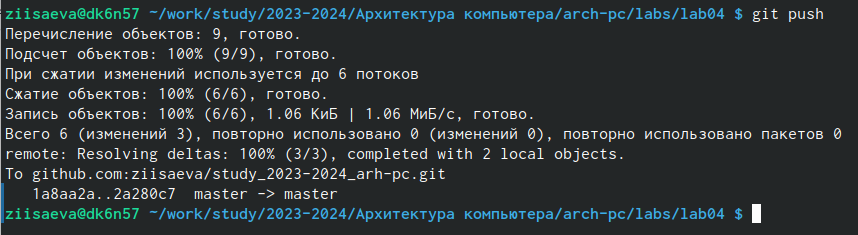 ziisaeva@dk6n57 ~/work/study/2023-2024/Архитектура компьютера/arch-pc/labs/lab04 $ git push
Перечисление объектов: 9, готово.
Подсчет объектов: 100% (9/9), готово.
При сжатии изменений используется до 6 потоков
Сжатие объектов: 100% (6/6), готово.
Запись объектов: 100% (6/6), 1.06 КиБ | 1.06 МиБ/с, готово.
Всего 6 (изменений 3), повторно использовано 0 (изменений 0), повторно использовано пакетов 0
remote: Resolving deltas: 100% (3/3), completed with 2 local objects.
To github.com:ziisaeva/study_2023-2024_arh-pc.git
   1a8aa2a..2a280c7  master -> master
ziisaeva@dk6n57 ~/work/study/2023-2024/Архитектура компьютера/arch-pc/labs/lab04 $